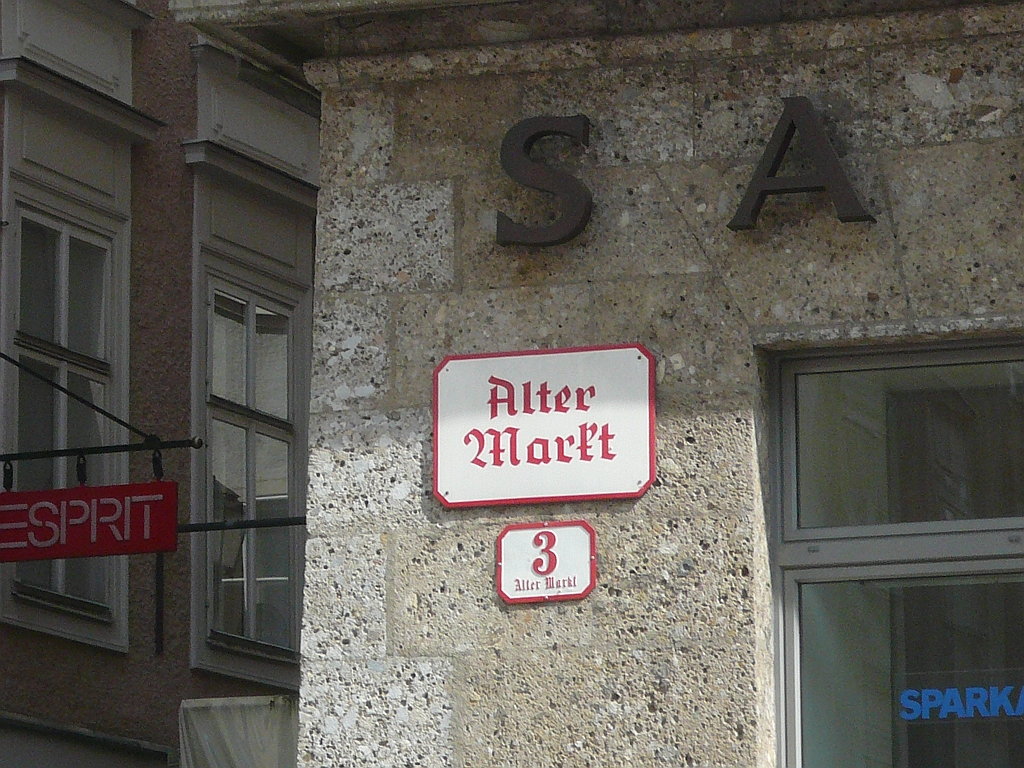 S A
Alter
Markt
3
Alter Markt
ESPRIT
SPARKA